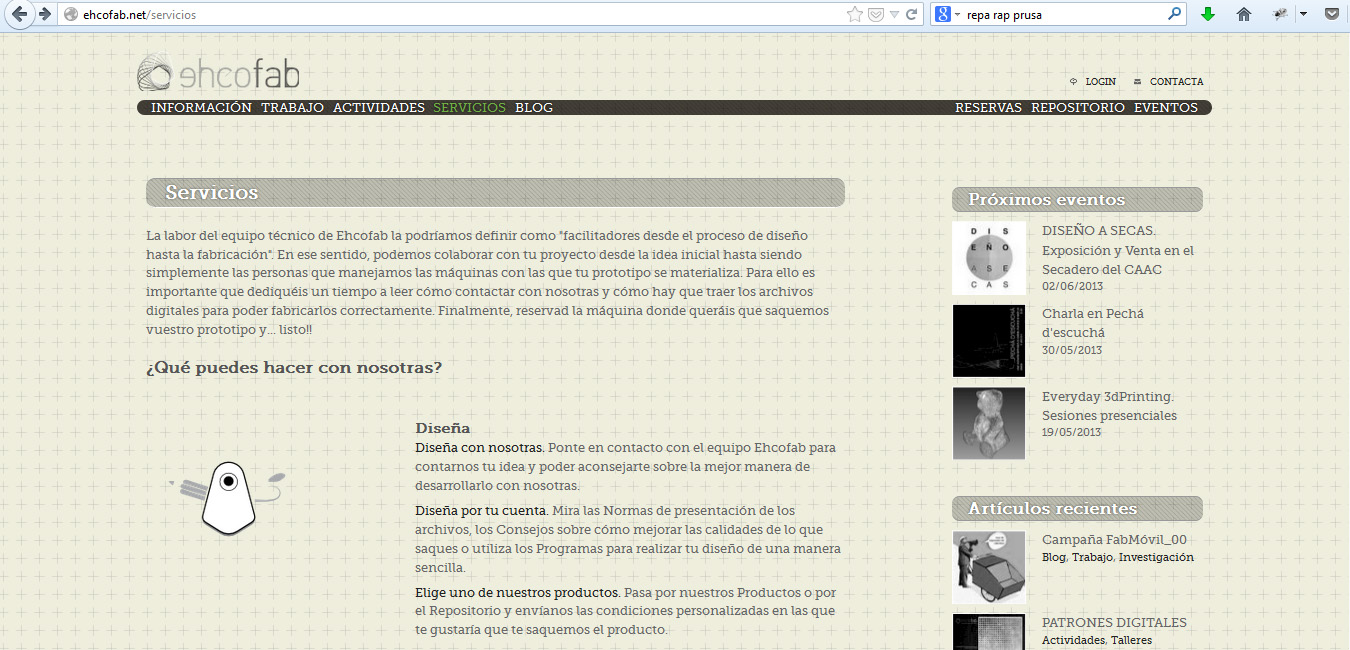 ehcofab.net/servicios
repa rap prusa
ehcofab
LOGIN CONTACTA
INFORMACIÓN TRABAJO ACTIVIDADES SERVICIOS BLOG RESERVAS REPOSITORIO EVENTOS
Servicios
La labor del equipo técnico de Ehcofab la podríamos definir como "facilitadores desde el proceso de diseño
hasta la fabricación". En ese sentido, podemos colaborar con tu proyecto desde la idea inicial hasta siendo
simplemente las personas que manejamos las máquinas con las que tu prototipo se materializa. Para ello es
importante que dediquéis un tiempo a leer cómo contactar con nosotras y cómo hay que traer los archivos
digitales para poder fabricarlos correctamente. Finalmente, reservad la máquina donde queráis que saquemos
vuestro prototipo y... listo!!
¿Qué puedes hacer con nosotras?
Diseña
Diseña con nosotras. Ponte en contacto con el equipo Ehcofab para
contarnos tu idea y poder aconsejarte sobre la mejor manera de
desarrollarlo con nosotras.
Diseña por tu cuenta. Mira las Normas de presentación de los
archivos, los Consejos sobre cómo mejorar las calidades de lo que
saques o utiliza los Programas para realizar tu diseño de una manera
sencilla.
Elige uno de nuestros productos. Pasa por nuestros Productos o por
el Repositorio y envíanos las condiciones personalizadas en las que
te gustaría que te saquemos el producto.
Próximos eventos
DIS
EÑO
ASE
CAS
DISEÑO A SECAS.
Exposición y Venta en el
Secadero del CAAC
02/06/2013
Charla en Pechá
d'escuchá
30/05/2013
Everyday 3dPrinting.
Sesiones presenciales
19/05/2013
Artículos recientes
Campaña FabMóvil_00
Blog, Trabajo, Investigación
PATRONES DIGITALES
Actividades, Talleres